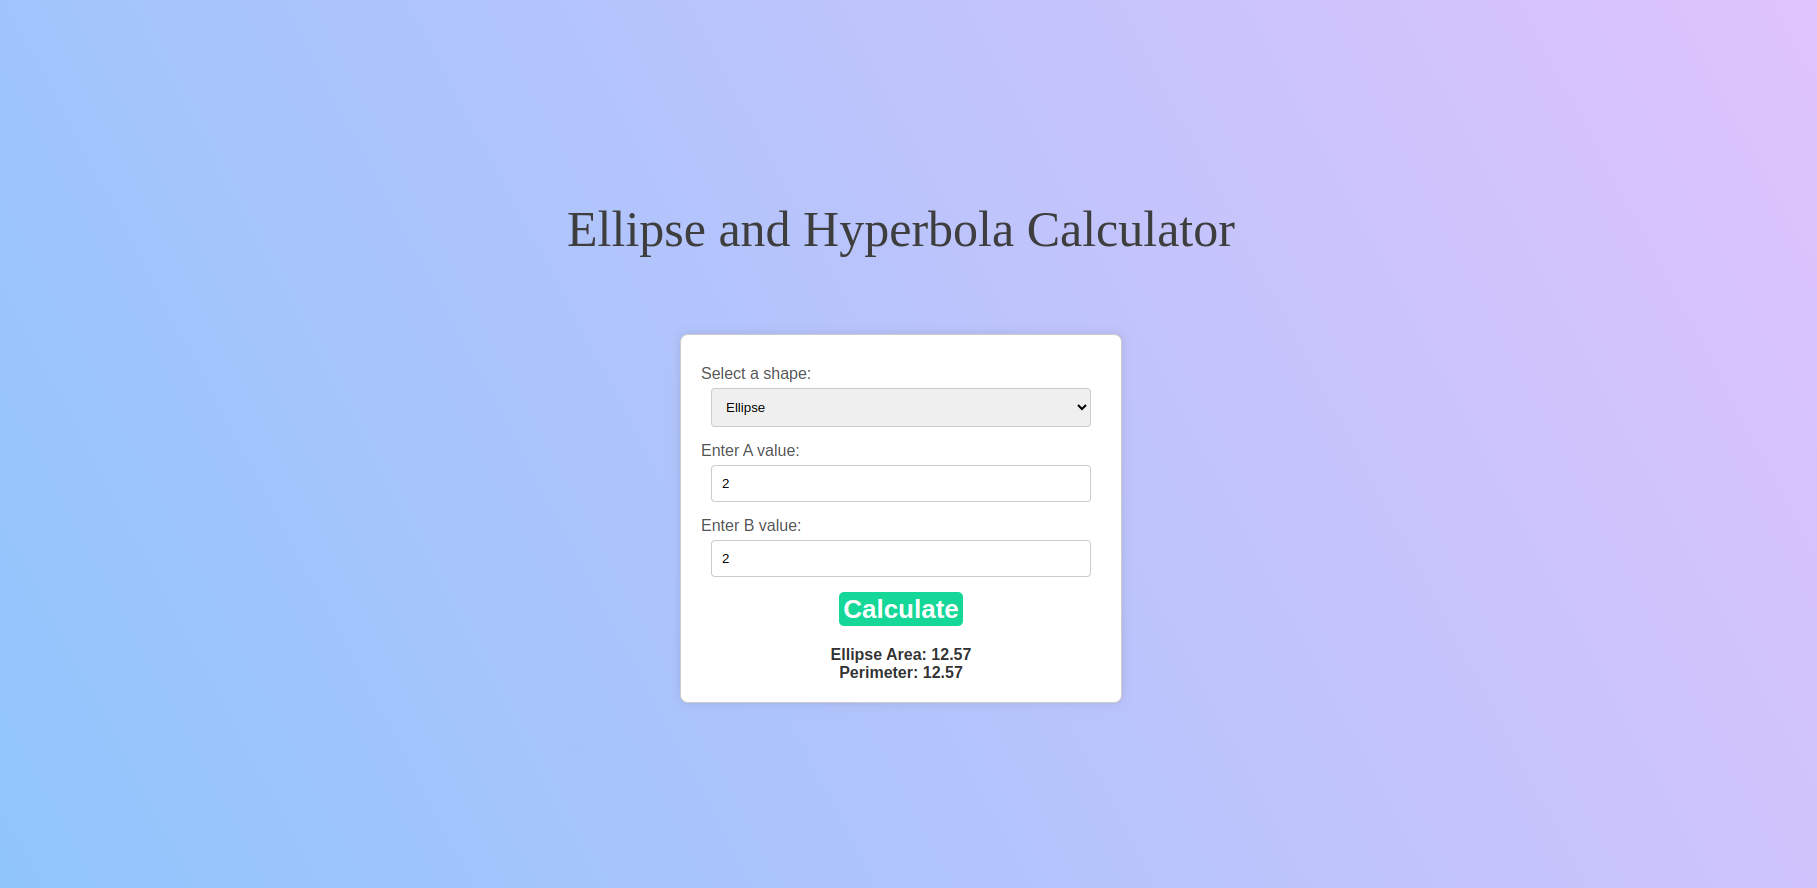 Ellipse and Hyperbola Calculator
Select a shape:
Ellipse
Enter A value:
2
Enter B value:
2
Calculate
Ellipse Area: 12.57
Perimeter: 12.57